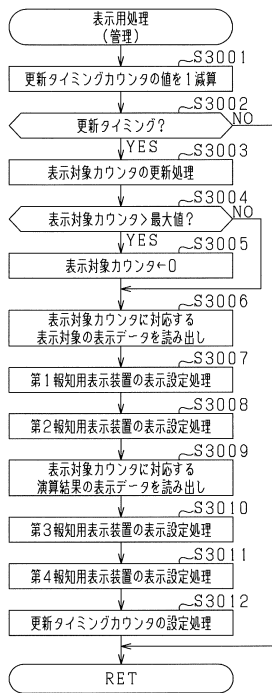 表示用処理
(管理)
S3001
更新タイミングカウンタの値を1減算
S3002
更新タイミング?
NO
YES
S3003
表示対象カウンタの更新処理
S3004
表示対象カウンタ>最大値?
NO
YES
S3005
表示対象カウンタ←0
S3006
表示対象カウンタに対応する
表示対象の表示データを読み出し
S3007
第1報知用表示装置の表示設定処理
S3008
第2報知用表示装置の表示設定処理
S3009
表示対象カウンタに対応する
演算結果の表示データを読み出し
S3010
第3報知用表示装置の表示設定処理
S3011
第4報知用表示装置の表示設定処理
S3012
更新タイミングカウンタの設定処理
RET